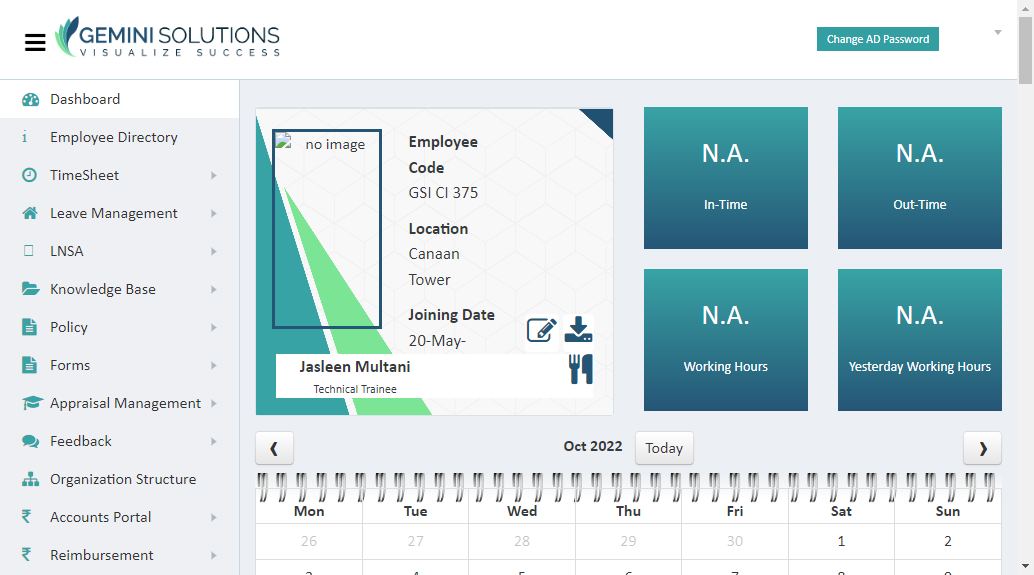 GEMINI SOLUTIONS
VISUALIZE SUCCESS
Change AD Password
Dashboard
Employee Directory
TimeSheet
Leave Management
LNSA
Knowledge Base
Policy
Forms
Appraisal Management
Feedback
Organization Structure
Accounts Portal
Reimbursement
no image
Employee
Code
GSI CI 375
Location
Canaan
Tower
Joining Date
20-May-
Jasleen Multani
Technical Trainee
N.A.
In-Time
N.A.
Out-Time
N.A.
Working Hours
N.A.
Yesterday Working Hours
Oct 2022
Today
Mon Tue Wed Thu Fri Sat Sun
26 27 28 29 30 1 2